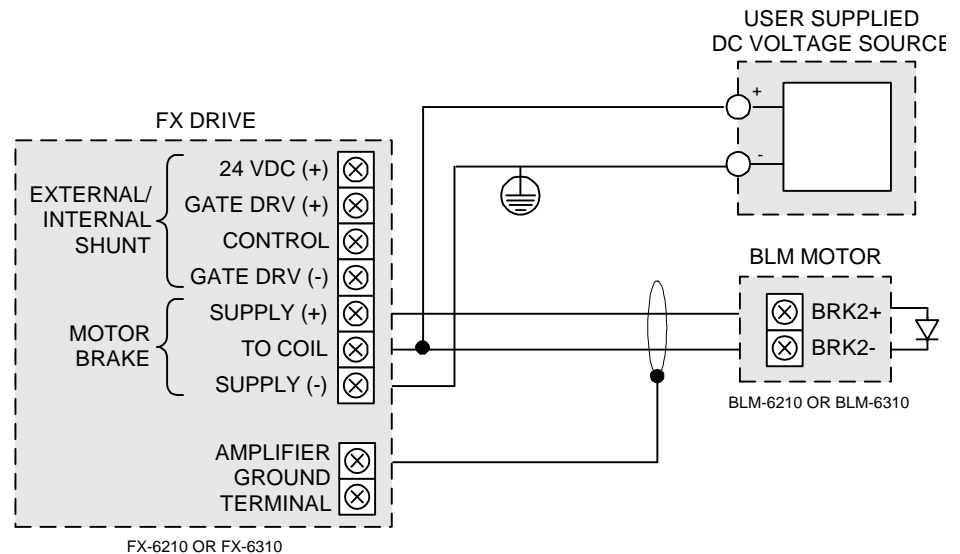 USER SUPPLIED
DC VOLTAGE SOURCE
+
-
FX DRIVE
EXTERNAL/
INTERNAL
SHUNT
24 VDC (+)
GATE DRV (+)
CONTROL
GATE DRV (-)
MOTOR
BRAKE
SUPPLY (+)
TO COIL
SUPPLY (-)
AMPLIFIER
GROUND
TERMINAL
FX-6210 OR FX-6310
BLM MOTOR
BRK2+
BRK2-
BLM-6210 OR BLM-6310